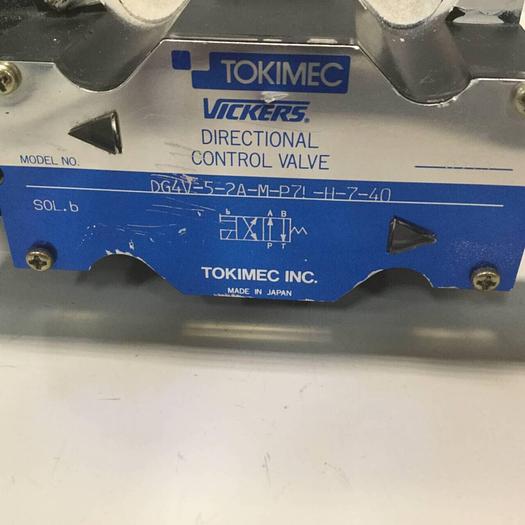 TOKIMEC
VICKERS®
DIRECTIONAL
CONTROL VALVE
MODEL NO.
DG4V-5-2A-M-P7L-H-7-40
SOL.b
b
A B
P T
TOKIMEC INC.
MADE IN JAPAN